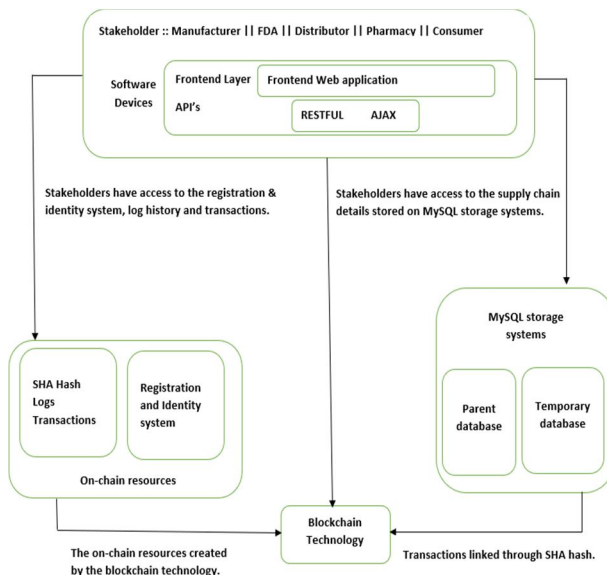 Stakeholder :: Manufacturer || FDA || Distributor || Pharmacy || Consumer
Software
Devices
Frontend Layer
Frontend Web application
API's
RESTFUL
AJAX
Stakeholders have access to the registration &
identity system, log history and transactions.
Stakeholders have access to the supply chain
details stored on MySQL storage systems.
SHA Hash
Logs
Transactions
Registration
and Identity
system
On-chain resources
MySQL storage
systems
Parent
database
Temporary
database
Blockchain
Technology
The on-chain resources created
by the blockchain technology.
Transactions linked through SHA hash.